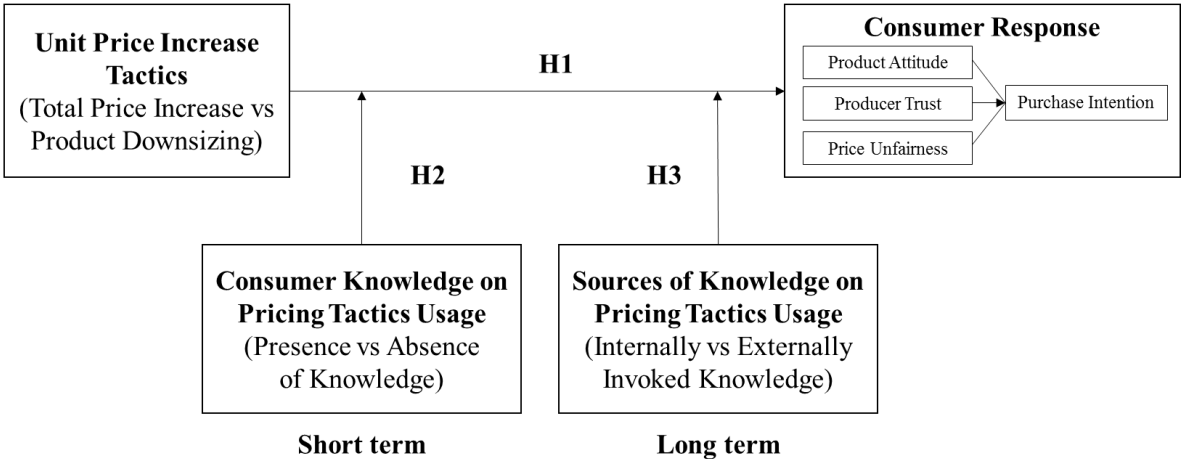 Unit Price Increase
Tactics
(Total Price Increase vs
Product Downsizing)
H1
Consumer Response
Product Attitude
Producer Trust
Price Unfairness
Purchase Intention
H2
H3
Consumer Knowledge on
Pricing Tactics Usage
(Presence vs Absence
of Knowledge)
Short term
Sources of Knowledge on
Pricing Tactics Usage
(Internally vs Externally
Invoked Knowledge)
Long term